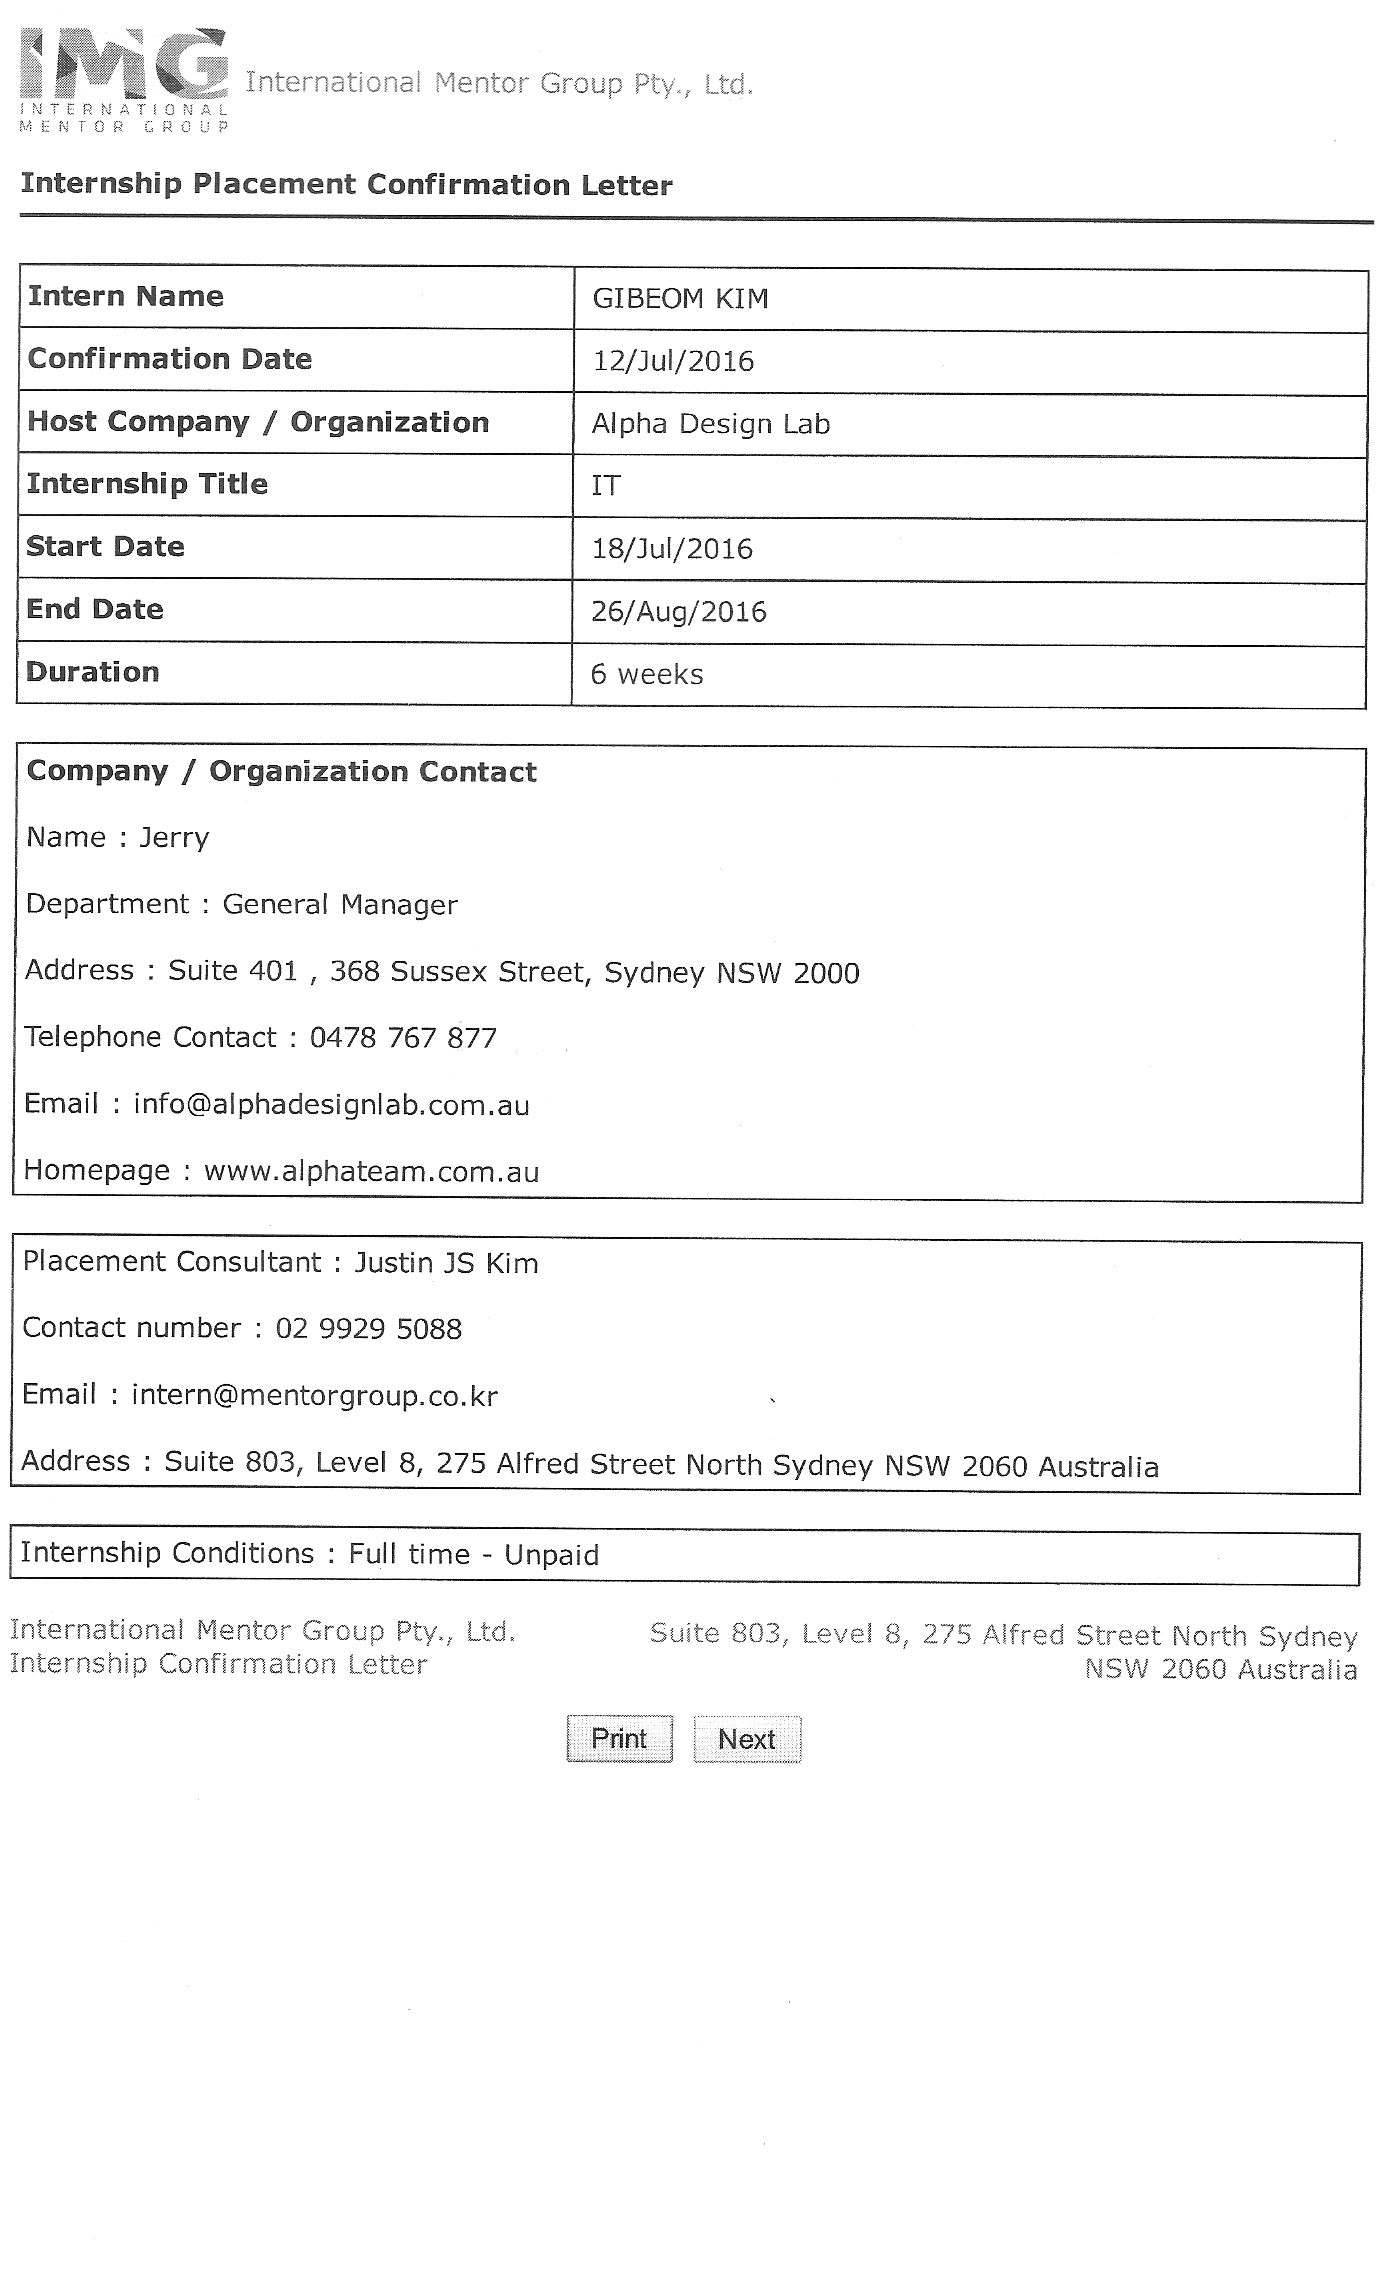 IMG
INTERNATIONAL
MENTOR GROUP
International Mentor Group Pty., Ltd.
Internship Placement Confirmation Letter
Intern Name GIBEOM KIM
Confirmation Date 12/Jul/2016
Host Company / Organization Alpha Design Lab
Internship Title IT
Start Date 18/Jul/2016
End Date 26/Aug/2016
Duration 6 weeks
Company / Organization Contact
Name : Jerry
Department : General Manager
Address : Suite 401 , 368 Sussex Street, Sydney NSW 2000
Telephone Contact : 0478 767 877
Email : info@alphadesignlab.com.au
Homepage : www.alphateam.com.au
Placement Consultant : Justin JS Kim
Contact number : 02 9929 5088
Email : intern@mentorgroup.co.kr
Address : Suite 803, Level 8, 275 Alfred Street North Sydney NSW 2060 Australia
Internship Conditions : Full time - Unpaid
International Mentor Group Pty., Ltd.
Internship Confirmation Letter
Suite 803, Level 8, 275 Alfred Street North Sydney
NSW 2060 Australia
Print Next